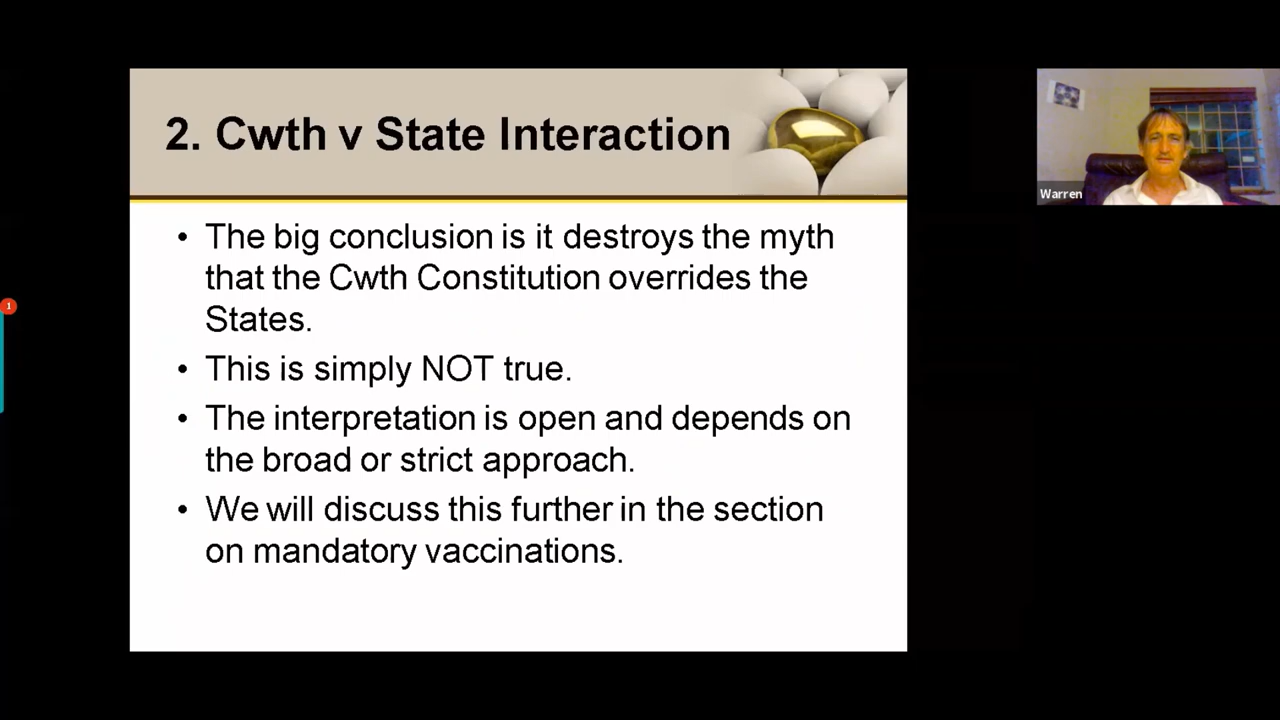 2. Cwth v State Interaction
• The big conclusion is it destroys the myth
that the Cwth Constitution overrides the
States.
• This is simply NOT true.
• The interpretation is open and depends on
the broad or strict approach.
• We will discuss this further in the section
on mandatory vaccinations.
Warren
1